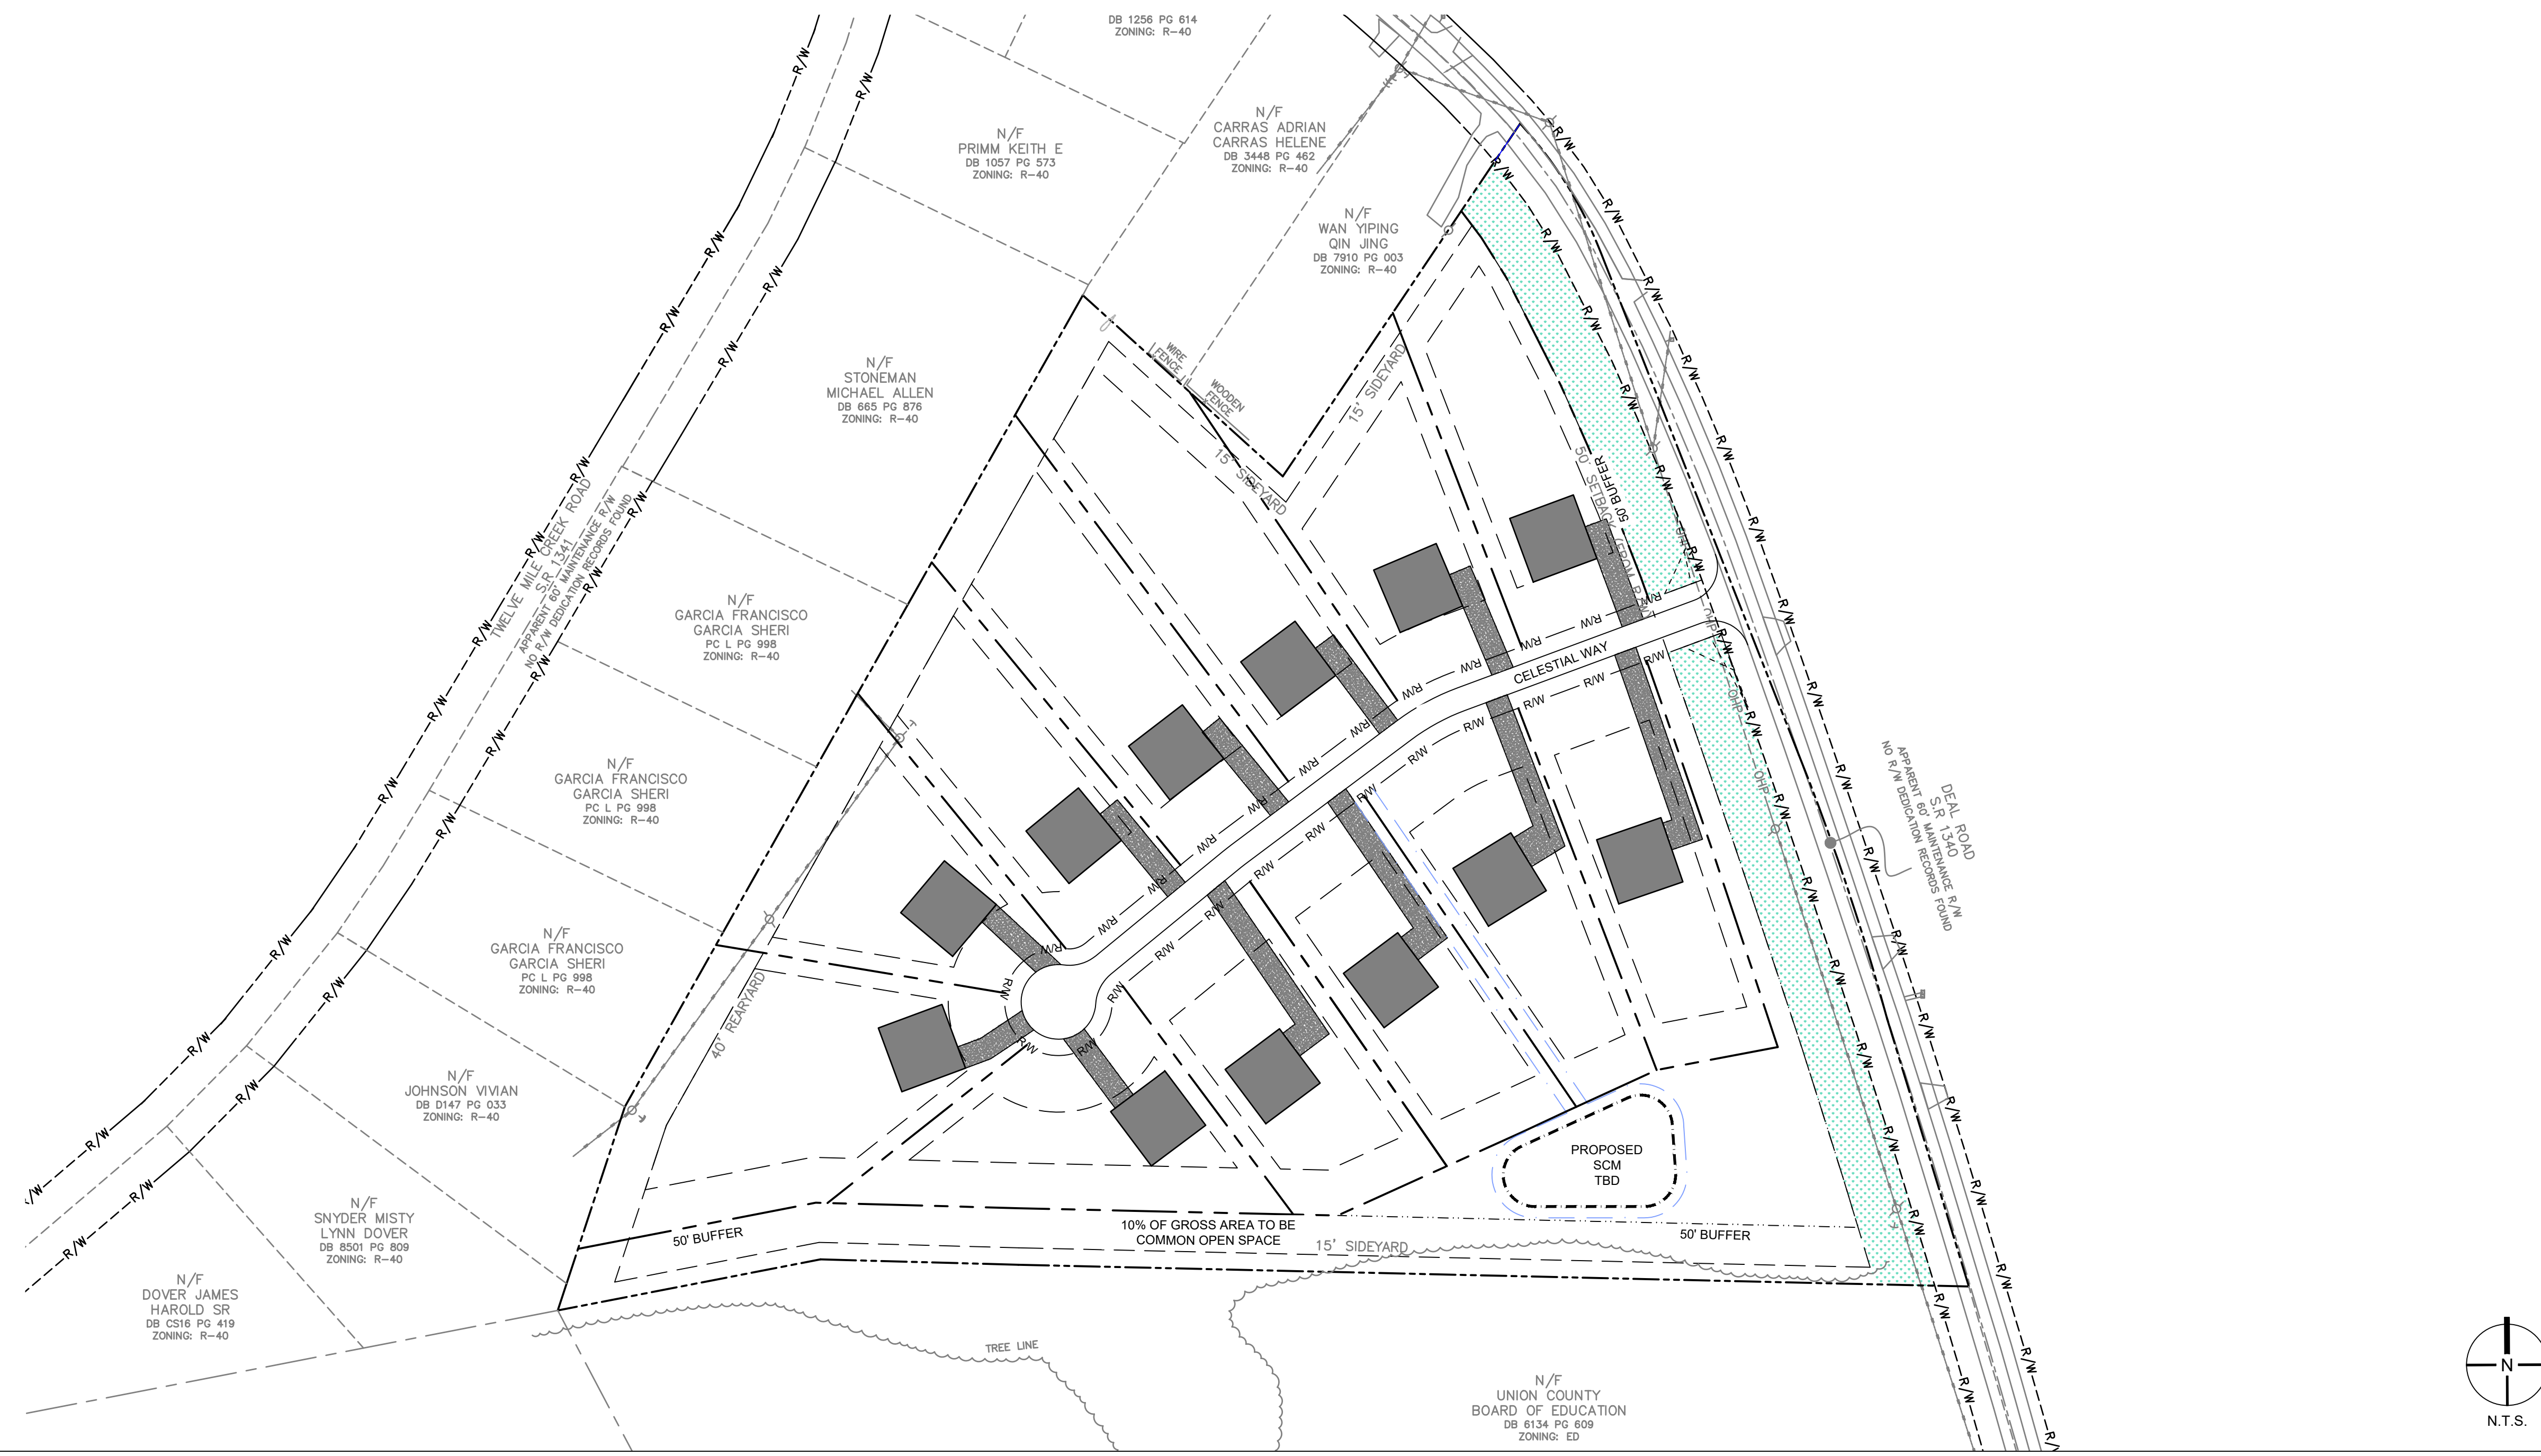 DB 1256 PG 614
ZONING: R-40
N/F
PRIMM KEITH E
DB 1057 PG 573
ZONING: R-40
N/F
CARRAS ADRIAN
CARRAS HELENE
DB 3448 PG 462
ZONING: R-40
N/F
WAN YIPING
QIN JING
DB 7910 PG 003
ZONING: R-40
N/F
STONEMAN
MICHAEL ALLEN
DB 665 PG 876
ZONING: R-40
WIRE
FENCE
WOODEN
FENCE
15' SIDEYARD
15' SIDEYARD
50' SETBACK (FROM R/W)
50' BUFFER
TWELVE MILE CREEK ROAD
S.R. 1341
APPARENT 60' MAINTENANCE R/W
NO R/W DEDICATION RECORDS FOUND
N/F
GARCIA FRANCISCO
GARCIA SHERI
PC L PG 998
ZONING: R-40
CELESTIAL WAY
R/W
OHP
N/F
GARCIA FRANCISCO
GARCIA SHERI
PC L PG 998
ZONING: R-40
DEAL ROAD
S.R 1340
APPARENT 60' MAINTENANCE R/W
NO R/W DEDICATION RECORDS FOUND
N/F
GARCIA FRANCISCO
GARCIA SHERI
PC L PG 998
ZONING: R-40
40' REARYARD
N/F
JOHNSON VIVIAN
DB D147 PG 033
ZONING: R-40
PROPOSED
SCM
TBD
N/F
SNYDER MISTY
LYNN DOVER
DB 8501 PG 809
ZONING: R-40
50' BUFFER
10% OF GROSS AREA TO BE
COMMON OPEN SPACE
15' SIDEYARD
50' BUFFER
N/F
DOVER JAMES
HAROLD SR
DB CS16 PG 419
ZONING: R-40
TREE LINE
N/F
UNION COUNTY
BOARD OF EDUCATION
DB 6134 PG 609
ZONING: ED
N
N.T.S.